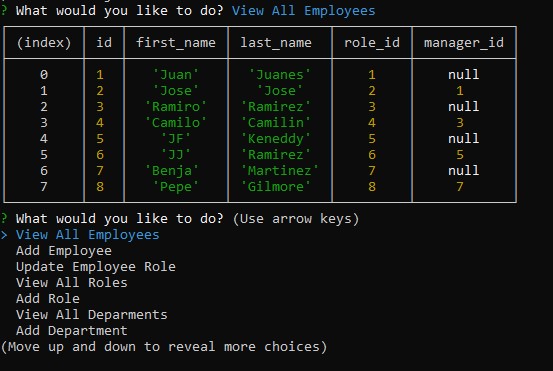 ? What would you like to do? View All Employees
(index) id first_name last_name role_id manager_id
0 1 'Juan' 'Juanes' 1 null
1 2 'Jose' 'Jose' 2 1
2 3 'Ramiro' 'Ramirez' 3 null
3 4 'Camilo' 'Camilin' 4 3
4 5 'JF' 'Keneddy' 5 null
5 6 'JJ' 'Ramirez' 6 5
6 7 'Benja' 'Martinez' 7 null
7 8 'Pepe' 'Gilmore' 8 7
? What would you like to do? (Use arrow keys)
> View All Employees
Add Employee
Update Employee Role
View All Roles
Add Role
View All Deparments
Add Department
(Move up and down to reveal more choices)